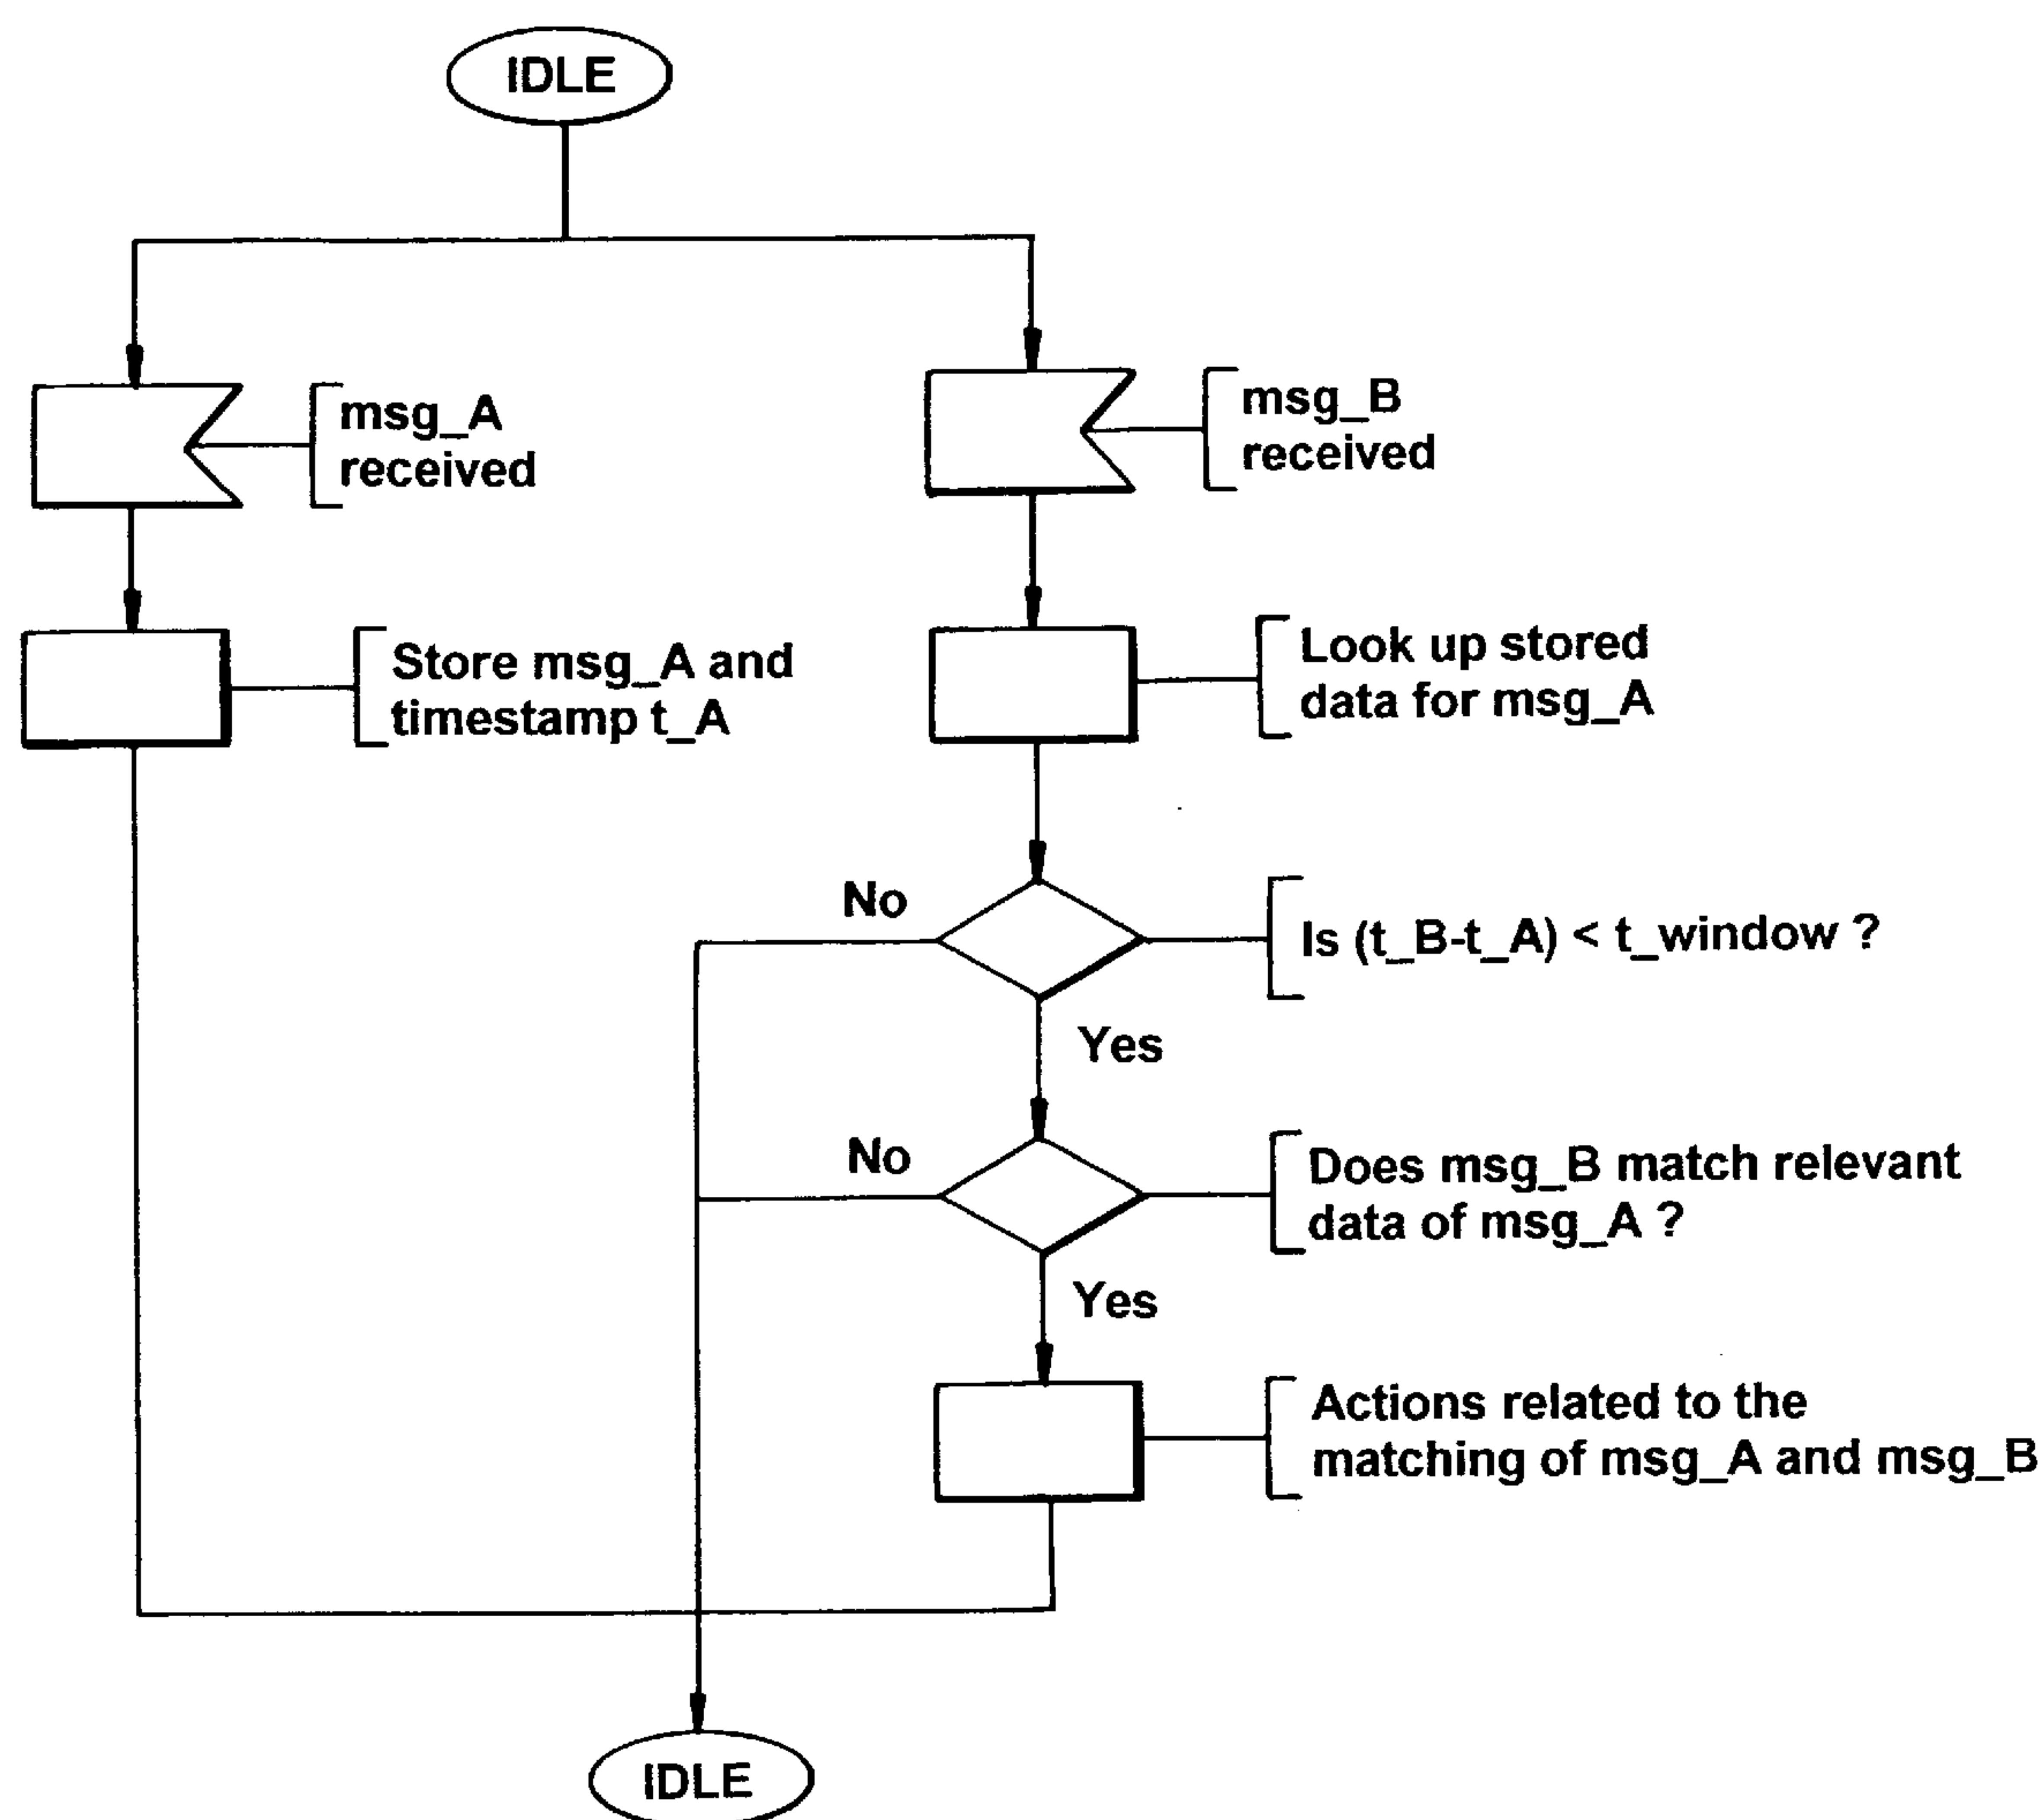 IDLE
msg_A
received
msg_B
received
Store msg_A and
timestamp t_A
Look up stored
data for msg_A
No
Is (t_B-t_A) < t_window ?
Yes
No
Does msg_B match relevant
data of msg_A ?
Yes
Actions related to the
matching of msg_A and msg_B
IDLE